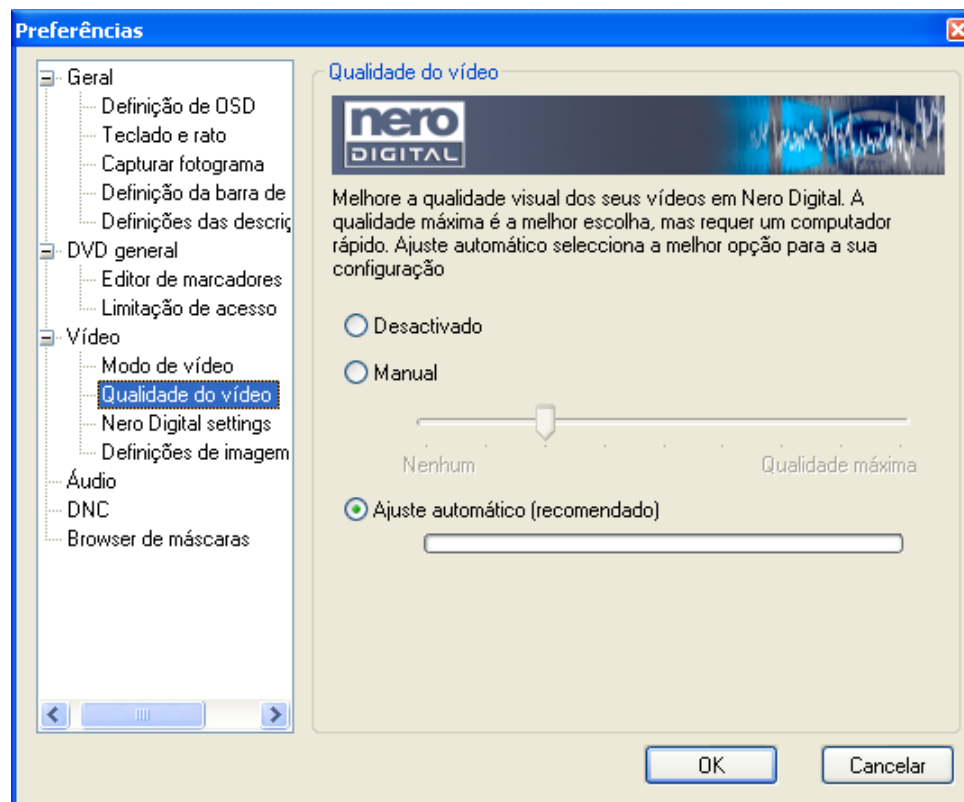 Preferências
Geral
Definição de OSD
Teclado e rato
Capturar fotograma
Definição da barra de
Definições das descriç
DVD general
Editor de marcadores
Limitação de acesso
Vídeo
Modo de vídeo
Qualidade do vídeo
Nero Digital settings
Definições de imagem
Áudio
DNC
Browser de máscaras
Qualidade do vídeo
nero
DIGITAL
Melhore a qualidade visual dos seus vídeos em Nero Digital. A
qualidade máxima é a melhor escolha, mas requer um computador
rápido. Ajuste automático selecciona a melhor opção para a sua
configuração
Desactivado
Manual
Nenhum Qualidade máxima
Ajuste automático (recomendado)
OK Cancelar